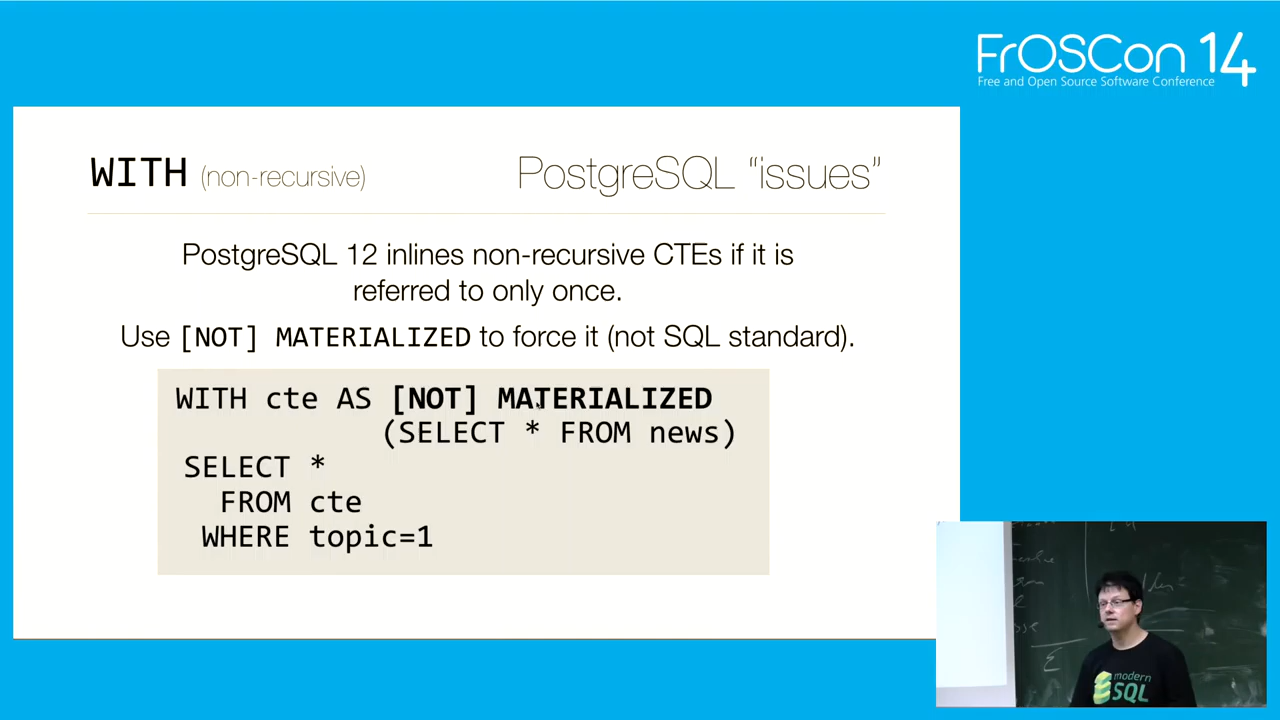 FrOSCon 14
Free and Open Source Software Conference
WITH (non-recursive) PostgreSQL “issues”
PostgreSQL 12 inlines non-recursive CTEs if it is
referred to only once.
Use [NOT] MATERIALIZED to force it (not SQL standard).
WITH cte AS [NOT] MATERIALIZED
(SELECT * FROM news)
SELECT *
FROM cte
WHERE topic=1
modern
SQL